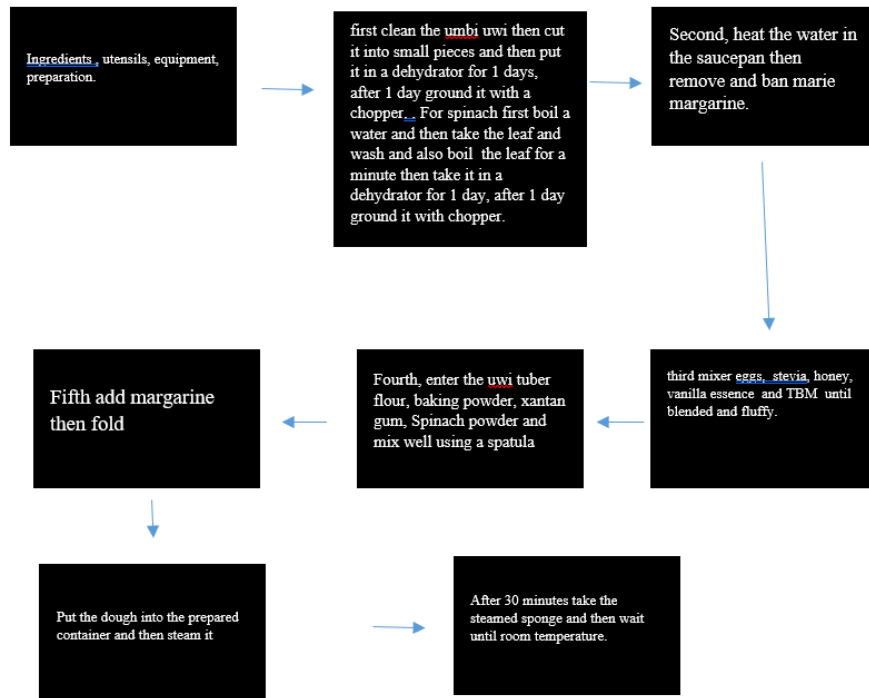 Ingredients , utensils, equipment,
preparation.
first clean the umbi uwi then cut
it into small pieces and then put
it in a dehydrator for 1 days,
after 1 day ground it with a
chopper. . For spinach first boil a
water and then take the leaf and
wash and also boil  the leaf for a
minute then take it in a
dehydrator for 1 day, after 1 day
ground it with chopper.
Second, heat the water in
the saucepan then
remove and ban marie
margarine.
third mixer eggs,  stevia, honey,
vanilla essence  and TBM  until
blended and fluffy.
Fourth, enter the uwi tuber
flour, baking powder, xantan
gum, Spinach powder and
mix well using a spatula
Fifth add margarine
then fold
Put the dough into the prepared
container and then steam it
After 30 minutes take the
steamed sponge and then wait
until room temperature.